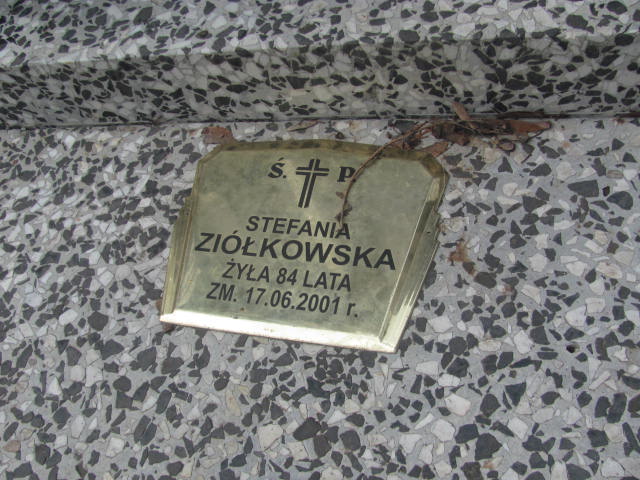 Ś. P
STEFANIA
ZIÓŁKOWSKA
ŻYŁA 84 LATA
ZM. 17.06.2001 r.